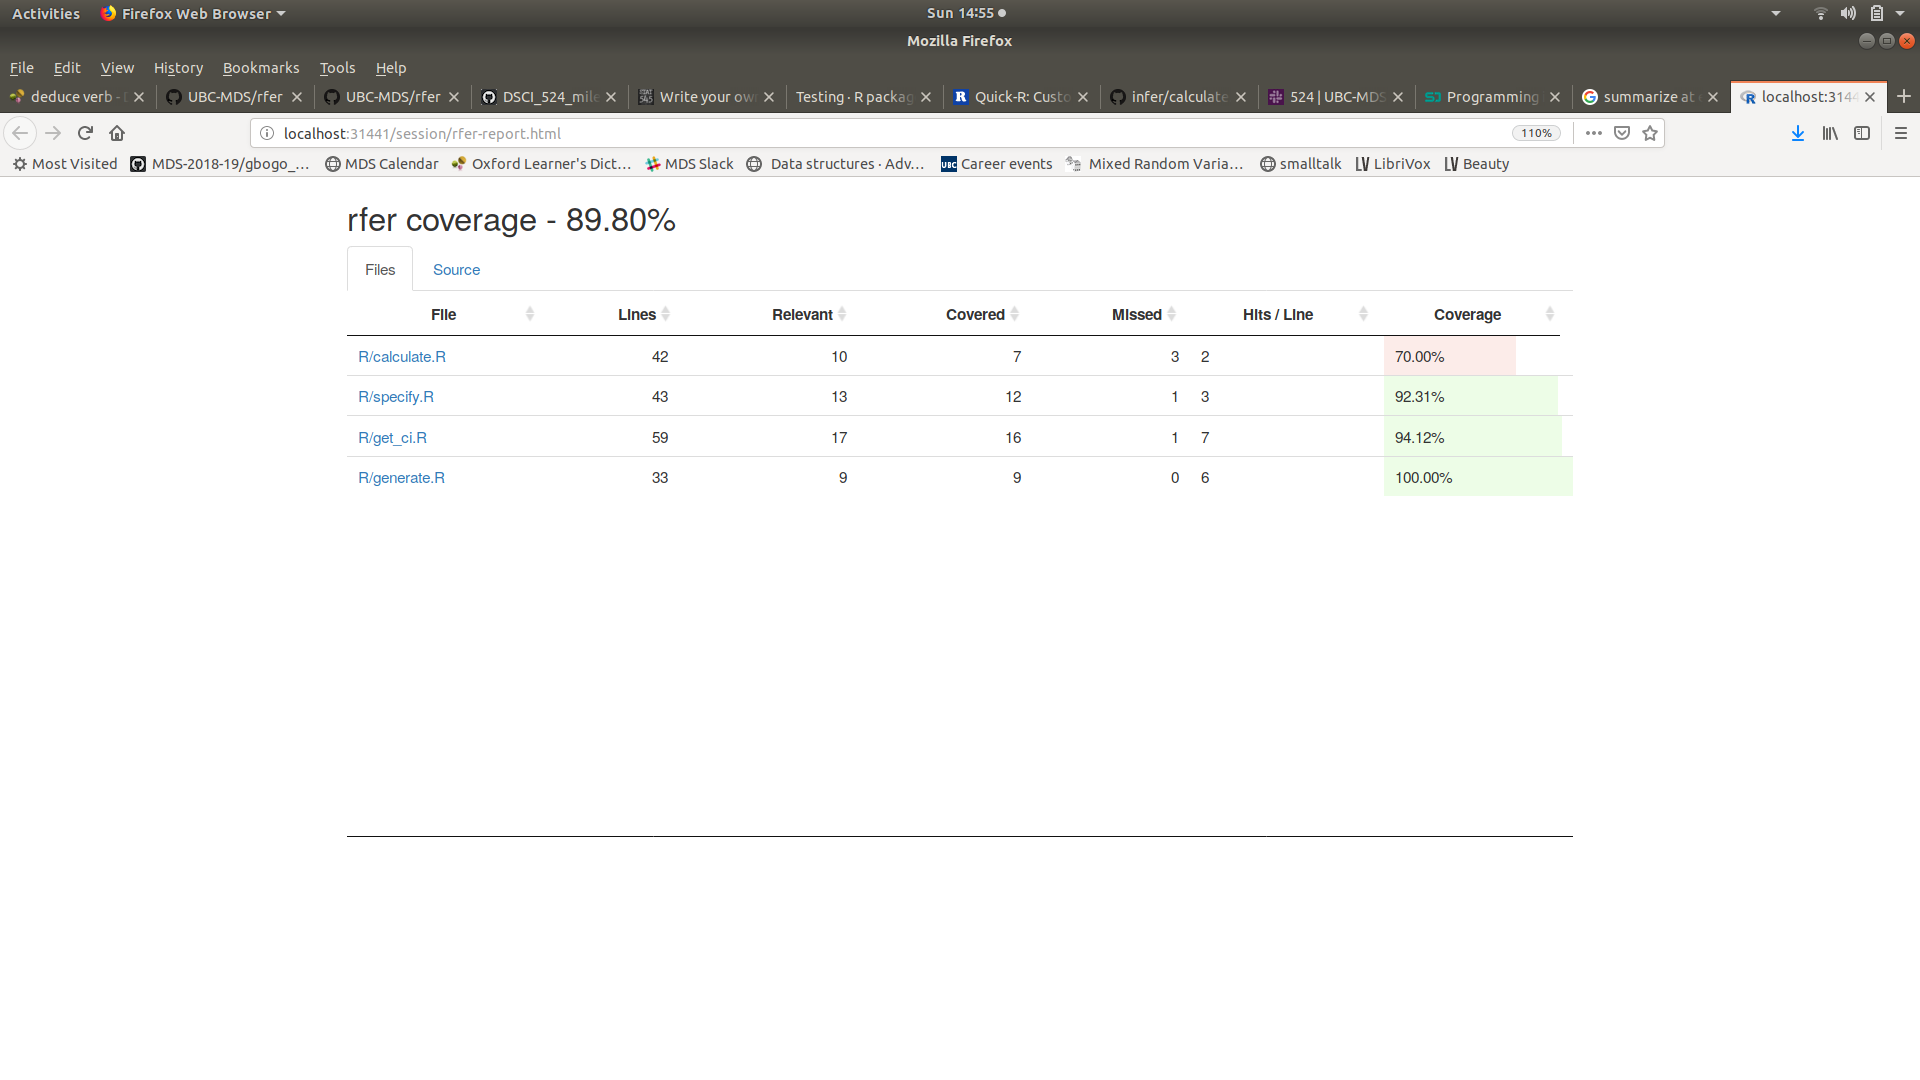 Activities Firefox Web Browser Sun 14:55
Mozilla Firefox
File Edit View History Bookmarks Tools Help
deduce verb - UBC-MDS/rfer UBC-MDS/rfer DSCI_524_mile Write your ow Testing · R packag Quick-R: Custo infer/calculate 524 | UBC-MDS Programming summarize at localhost:3144
localhost:31441/session/rfer-report.html 110%
Most Visited MDS-2018-19/gbogo_... MDS Calendar Oxford Learner's Dict... MDS Slack Data structures · Adv... UBC Career events Mixed Random Varia... smalltalk LV LibriVox LV Beauty
rfer coverage - 89.80%
Files Source
File Lines Relevant Covered Missed Hits / Line Coverage
R/calculate.R 42 10 7 3 2 70.00%
R/specify.R 43 13 12 1 3 92.31%
R/get_ci.R 59 17 16 1 7 94.12%
R/generate.R 33 9 9 0 6 100.00%